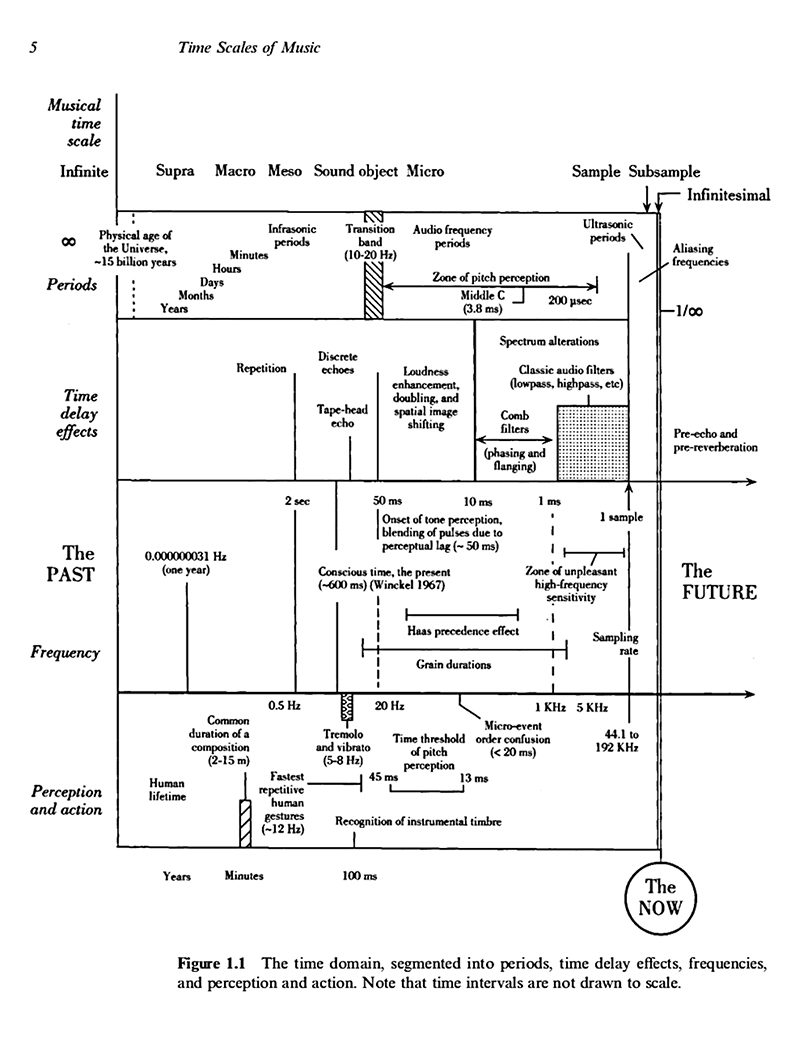 5 Time Scales of Music
Musical
time
scale
Infinite Supra Macro Meso Sound object Micro Sample Subsample
Infinitesimal
∞
Physical age of
the Universe,
~15 billion years
Infrasonic
periods
Transition
band
(10-20 Hz)
Audio frequency
periods
Ultrasonic
periods
Aliasing
frequencies
Periods
Minutes
Hours
Days
Months
Years
Zone of pitch perception
Middle C
(3.8 ms)
200 µsec
1/∞
Time
delay
effects
Repetition
Discrete
echoes
Tape-head
echo
Loudness
enhancement,
doubling, and
spatial image
shifting
Spectrum alterations
Classic audio filters
(lowpass, highpass, etc)
Comb
filters
(phasing and
flanging)
Pre-echo and
pre-reverberation
2 sec 50 ms 10 ms 1 ms
1 sample
Onset of tone perception,
blending of pulses due to
perceptual lag (~ 50 ms)
The
PAST
0.000000031 Hz
(one year)
Conscious time, the present
(~600 ms) (Winckel 1967)
Zone of unpleasant
high-frequency
sensitivity
The
FUTURE
Haas precedence effect
Sampling
rate
Frequency
Grain durations
0.5 Hz 20 Hz 1 KHz 5 KHz
Common
duration of a
composition
(2-15 m)
Tremolo
and vibrato
(5-8 Hz)
Time threshold
of pitch
perception
Micro-event
order confusion
(< 20 ms)
44.1 to
192 KHz
Perception
and action
Human
lifetime
Fastest
repetitive
human
gestures
(~12 Hz)
45 ms 13 ms
Recognition of instrumental timbre
Years Minutes 100 ms
The
NOW
Figure 1.1 The time domain, segmented into periods, time delay effects, frequencies,
and perception and action. Note that time intervals are not drawn to scale.